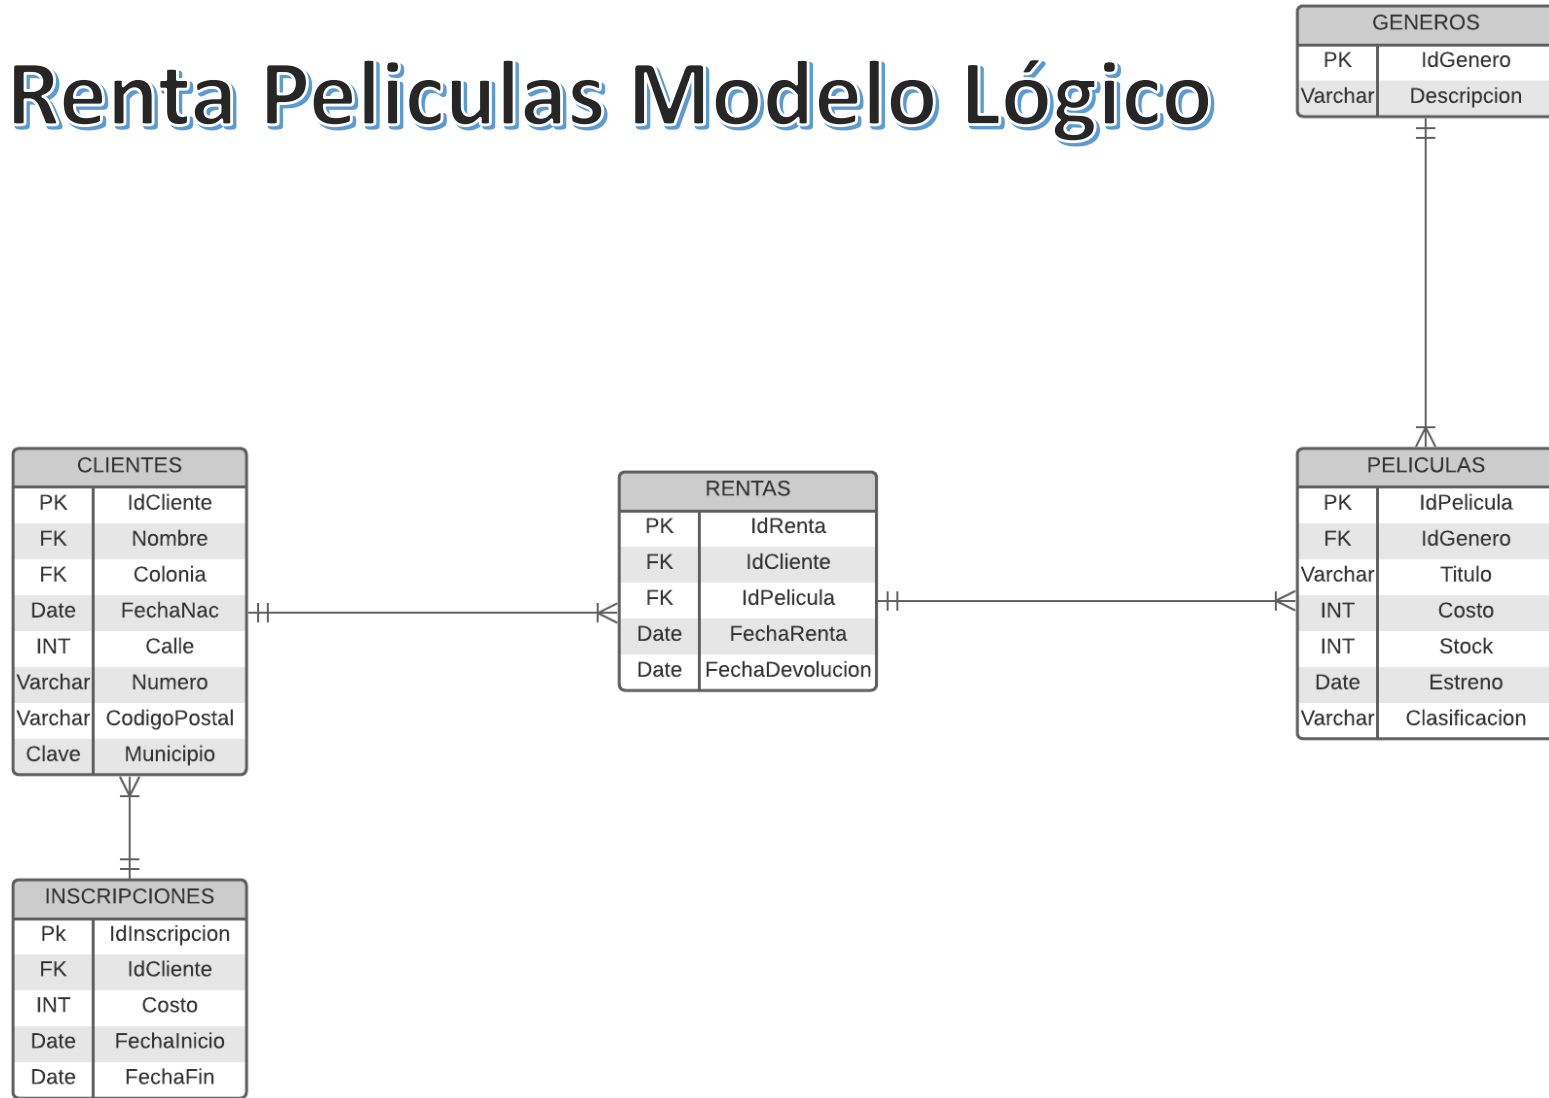 Renta Peliculas Modelo Lógico
GENEROS
PK IdGenero
Varchar Descripcion
CLIENTES
PK IdCliente
FK Nombre
FK Colonia
Date FechaNac
INT Calle
Varchar Numero
Varchar CodigoPostal
Clave Municipio
RENTAS
PK IdRenta
FK IdCliente
FK IdPelicula
Date FechaRenta
Date FechaDevolucion
PELICULAS
PK IdPelicula
FK IdGenero
Varchar Titulo
INT Costo
INT Stock
Date Estreno
Varchar Clasificacion
INSCRIPCIONES
Pk IdInscripcion
FK IdCliente
INT Costo
Date FechaInicio
Date FechaFin